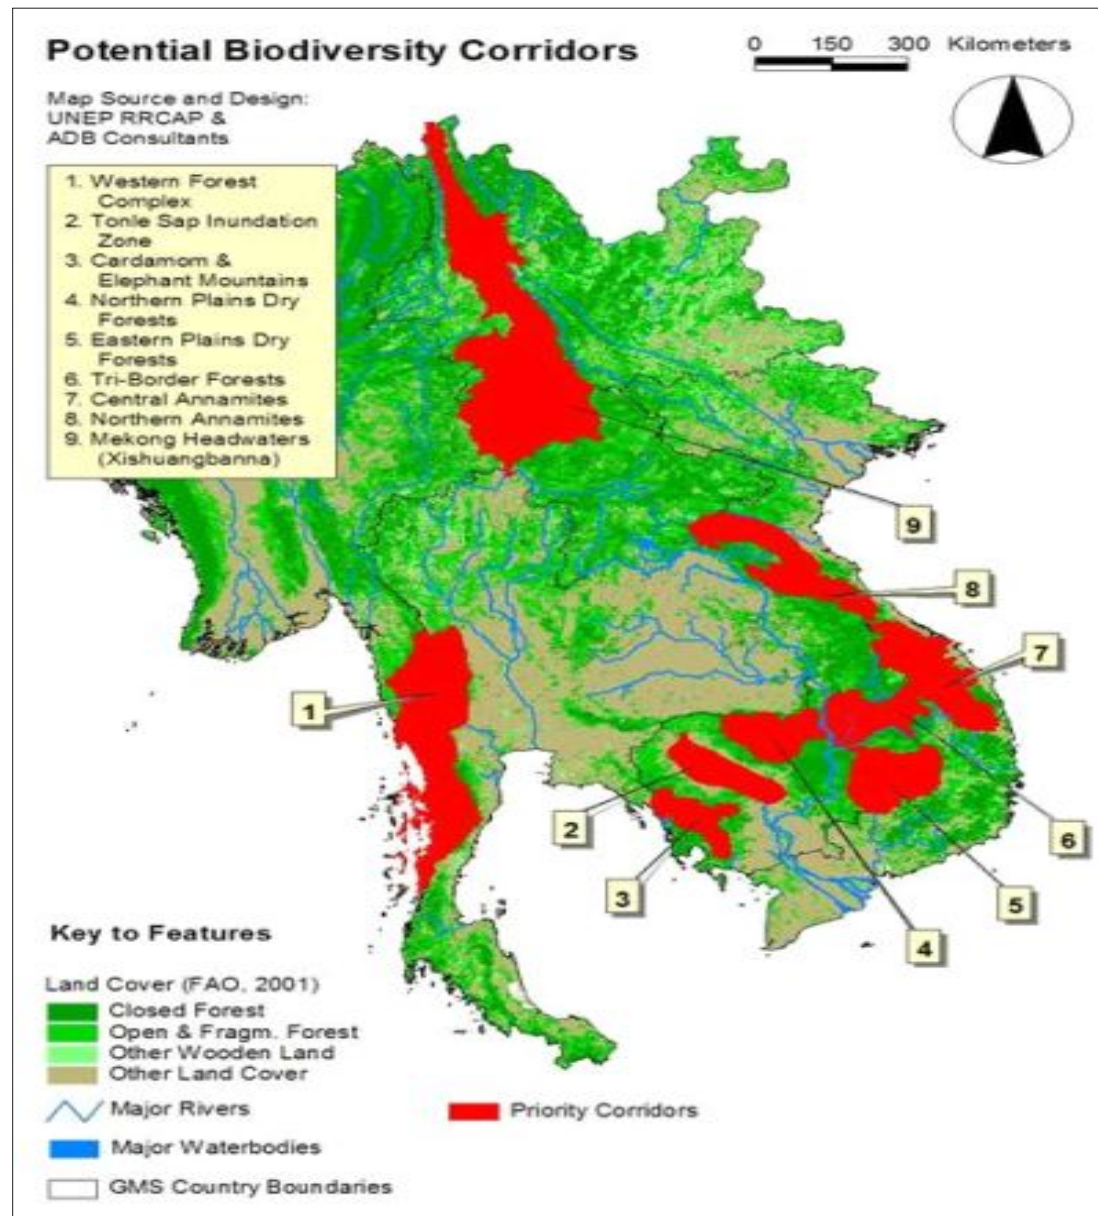 Potential Biodiversity Corridors
0 150 300 Kilometers
Map Source and Design:
UNEP RRCAP &
ADB Consultants
1. Western Forest
Complex
2. Tonle Sap Inundation
Zone
3. Cardamom &
Elephant Mountains
4. Northern Plains Dry
Forests
5. Eastern Plains Dry
Forests
6. Tri-Border Forests
7. Central Annamites
8. Northern Annamites
9. Mekong Headwaters
(Xishuangbanna)
9
8
7
1
2
6
3
5
4
Key to Features
Land Cover (FAO, 2001)
Closed Forest
Open & Fragm. Forest
Other Wooden Land
Other Land Cover
Major Rivers
Priority Corridors
Major Waterbodies
GMS Country Boundaries